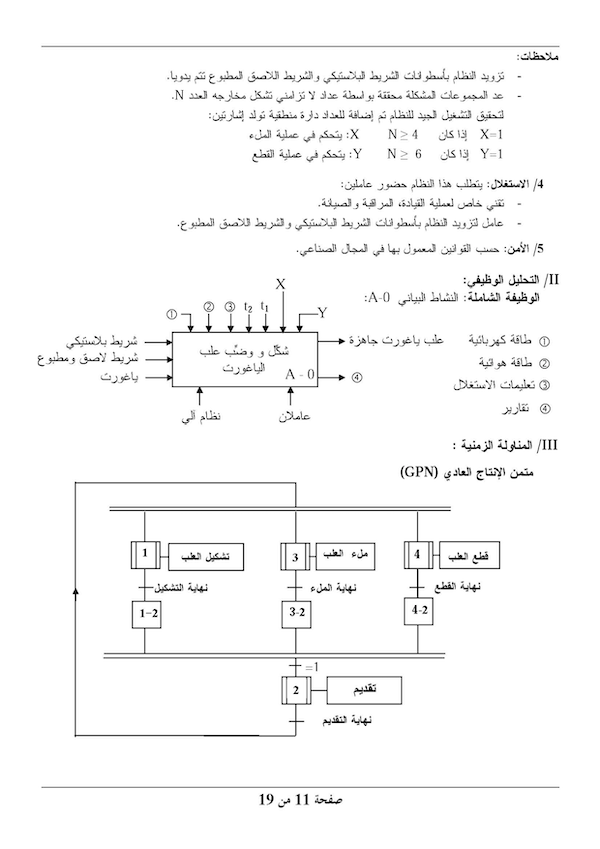 ملاحظات:
- تزويد النظام بأسطوانات الشريط البلاستيكي والشريط اللاصق المطبوع تتم يدويا.
- عد المجموعات المشكلة محققة بواسطة عداد لا تزامني تشكل مخارجه العدد N.
لتحقيق التشغيل الجيد للنظام تم إضافة للعداد دارة منطقية تولد إشارتين:
X=1 إذا كان N ≥ 4 X: يتحكم في عملية الملء
Y=1 إذا كان N ≥ 6 Y: يتحكم في عملية القطع
4/ الاستغلال: يتطلب هذا النظام حضور عاملين:
- تقني خاص لعملية القيادة، المراقبة والصيانة.
- عامل لتزويد النظام بأسطوانات الشريط البلاستيكي والشريط اللاصق المطبوع.
5/ الأمن: حسب القوانين المعمول بها في المجال الصناعي.
II/ التحليل الوظيفي:
الوظيفة الشاملة: النشاط البياني A-0:
X
① ② ③ t2 t1 Y
① طاقة كهربائية
② طاقة هوائية
③ تعليمات الاستغلال
④ تقارير
علب ياغورت جاهزة
④
شكّل و وضّب علب
الياغورت
A - 0
شريط بلاستيكي
شريط لاصق ومطبوع
ياغورت
عاملان
نظام آلي
III/ المناولة الزمنية :
متمن الإنتاج العادي (GPN)
1 تشكيل العلب
3 ملء العلب
4 قطع العلب
نهاية التشكيل
نهاية الملء
نهاية القطع
1-2
3-2
4-2
=1
2 تقديم
نهاية التقديم
صفحة 11 من 19